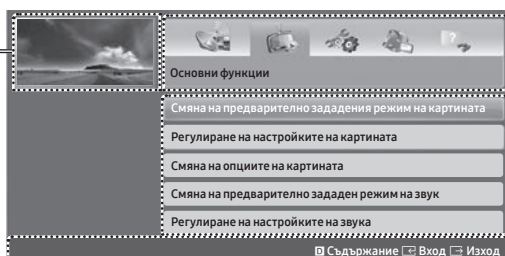 Основни функции
Смяна на предварително зададения режим на картината
Регулиране на настройките на картината
Смяна на опциите на картината
Смяна на предварително зададен режим на звук
Регулиране на настройките на звука
D Съдържание Вход Изход